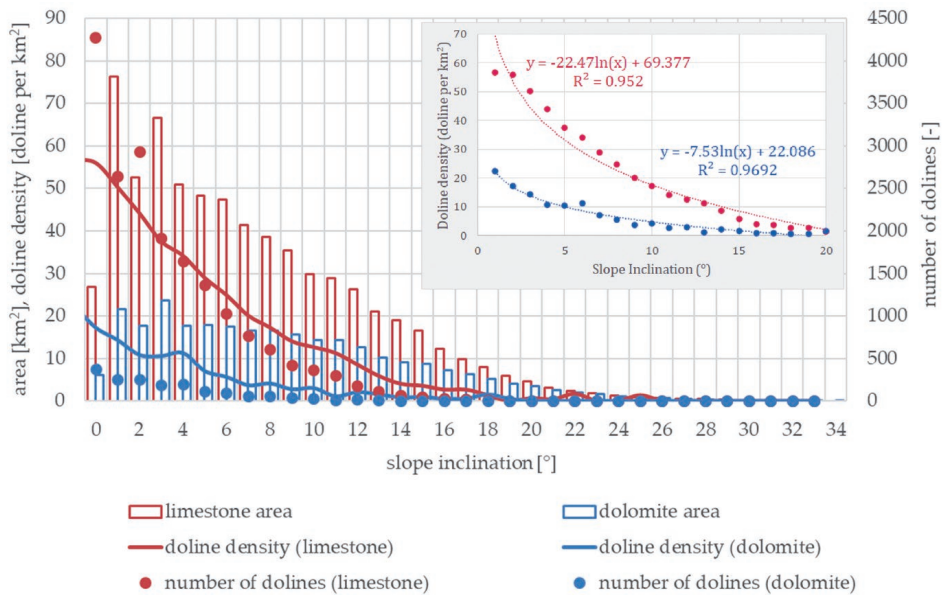 area [km²], doline density [doline per km²]
90
80
70
60
50
40
30
20
10
0
4500
4000
3500
3000
2500
2000
1500
1000
500
0
number of dolines [-]
Doline density (doline per km²)
70
60
50
40
30
20
10
0
y = -22.47ln(x) + 69.377
R² = 0.952
y = -7.53ln(x) + 22.086
R² = 0.9692
0 5 10 15 20
Slope Inclination (°)
0 2 4 6 8 10 12 14 16 18 20 22 24 26 28 30 32 34
slope inclination [°]
limestone area
dolomite area
doline density (limestone)
doline density (dolomite)
number of dolines (limestone)
number of dolines (dolomite)